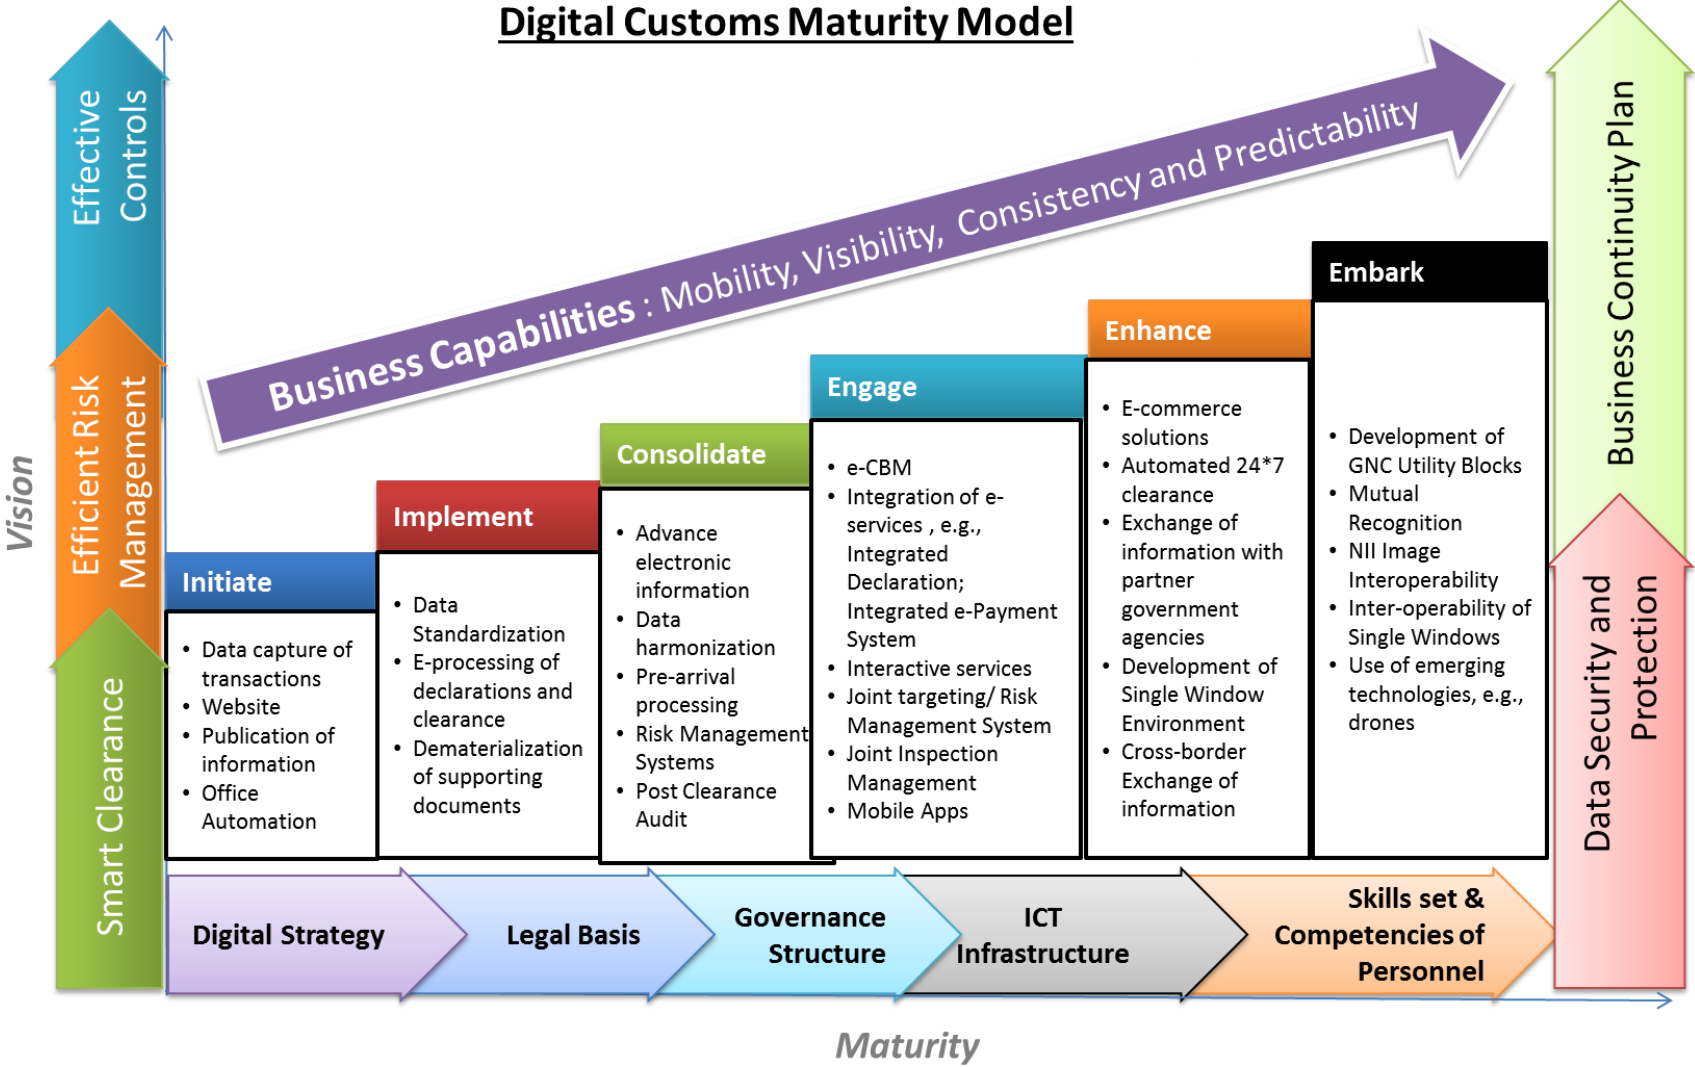 Digital Customs Maturity Model
Effective
Controls
Efficient Risk
Management
Smart Clearance
Vision
Business Capabilities : Mobility, Visibility, Consistency and Predictability
Initiate
• Data capture of
transactions
• Website
• Publication of
information
• Office
Automation
Implement
• Data
Standardization
• E-processing of
declarations and
clearance
• Dematerialization
of supporting
documents
Consolidate
• Advance
electronic
information
• Data
harmonization
• Pre-arrival
processing
• Risk Management
Systems
• Post Clearance
Audit
Engage
• e-CBM
• Integration of e-
services , e.g.,
Integrated
Declaration;
Integrated e-Payment
System
• Interactive services
• Joint targeting/ Risk
Management System
• Joint Inspection
Management
• Mobile Apps
Enhance
• E-commerce
solutions
• Automated 24*7
clearance
• Exchange of
information with
partner
government
agencies
• Development of
Single Window
Environment
• Cross-border
Exchange of
information
Embark
• Development of
GNC Utility Blocks
• Mutual
Recognition
• NII Image
Interoperability
• Inter-operability of
Single Windows
• Use of emerging
technologies, e.g.,
drones
Business Continuity Plan
Data Security and
Protection
Digital Strategy
Legal Basis
Governance
Structure
ICT
Infrastructure
Skills set &
Competencies of
Personnel
Maturity